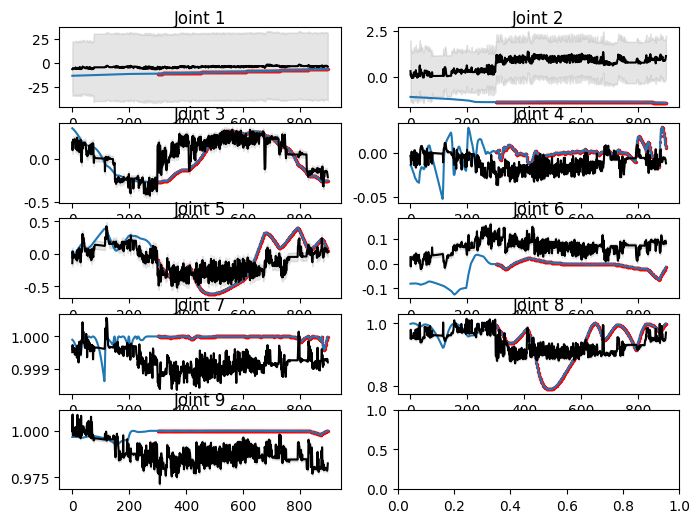 Joint 1
25
0
-25
0 200 400 600 800
Joint 2
2.5
0.0
0 200 400 600 800
Joint 3
0.0
-0.5
0 200 400 600 800
Joint 4
0.00
-0.05
0 200 400 600 800
Joint 5
0.5
0.0
-0.5
0 200 400 600 800
Joint 6
0.1
0.0
-0.1
0 200 400 600 800
Joint 7
1.000
0.999
0 200 400 600 800
Joint 8
1.0
0.8
0 200 400 600 800
Joint 9
1.000
0.975
0 200 400 600 800
1.0
0.5
0.0
0.0 0.2 0.4 0.6 0.8 1.0